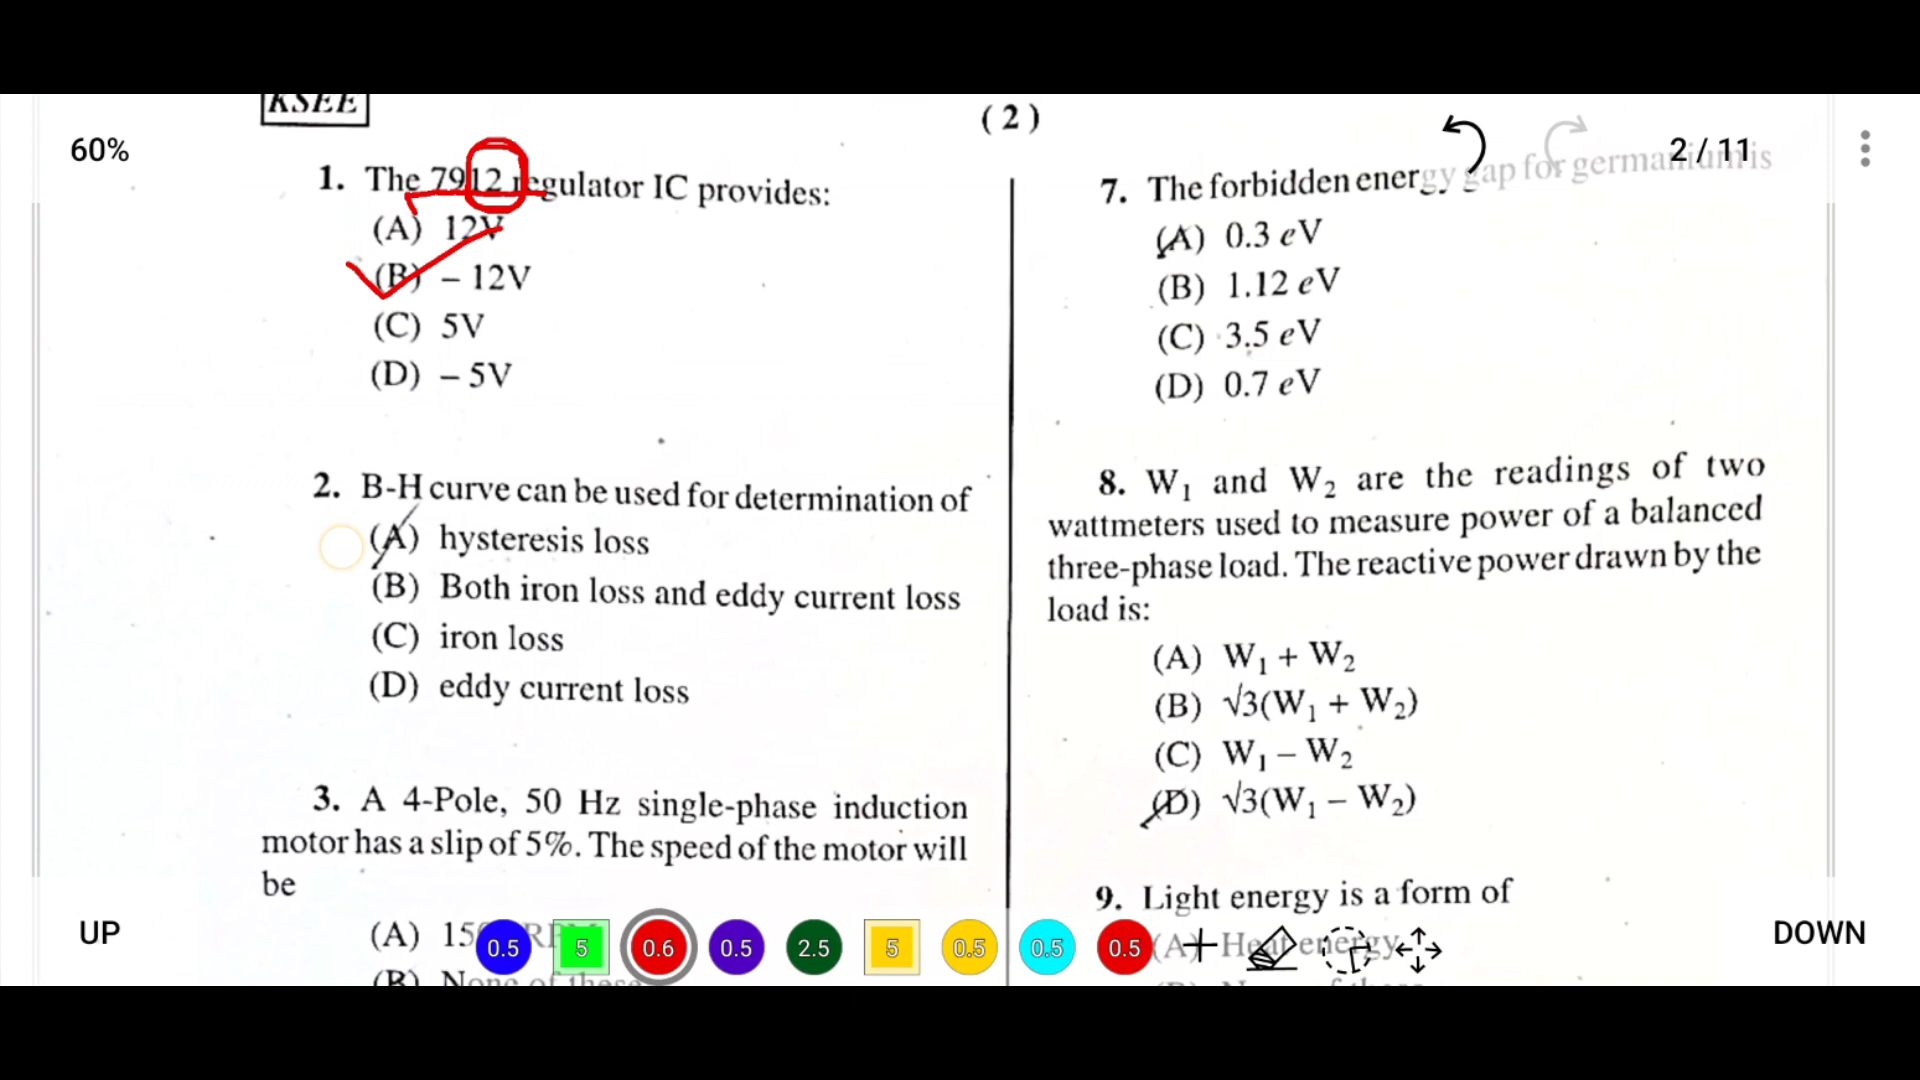 KSEE
(2)
60%
2/11
1. The 7912 regulator IC provides:
(A) 12V
(B) – 12V
(C) 5V
(D) – 5V
2. B-H curve can be used for determination of
(A) hysteresis loss
(B) Both iron loss and eddy current loss
(C) iron loss
(D) eddy current loss
3. A 4-Pole, 50 Hz single-phase induction
motor has a slip of 5%. The speed of the motor will
be
(A)
(B) None of these
7. The forbidden energy gap for germanium is
(A) 0.3 eV
(B) 1.12 eV
(C) 3.5 eV
(D) 0.7 eV
8. W₁ and W₂ are the readings of two
wattmeters used to measure power of a balanced
three-phase load. The reactive power drawn by the
load is:
(A) W₁ + W₂
(B) √3(W₁ + W₂)
(C) W₁ – W₂
(D) √3(W₁ – W₂)
9. Light energy is a form of
(A) Heat energy
UP
0.5 5 0.6 0.5 2.5 5 0.5 0.5 0.5
DOWN